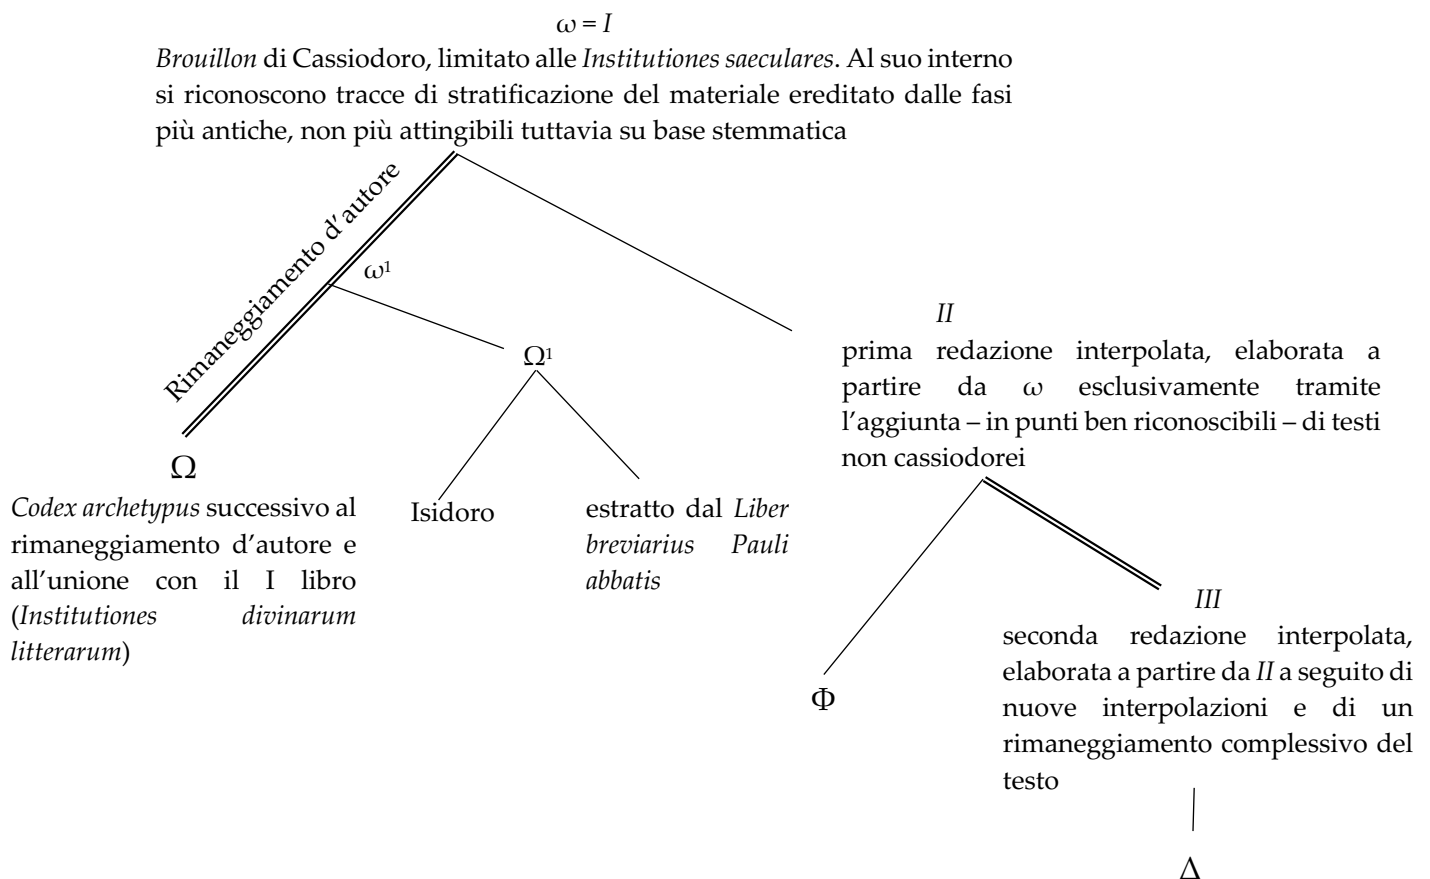 ω = I
Brouillon di Cassiodoro, limitato alle Institutiones saeculares. Al suo interno
si riconoscono tracce di stratificazione del materiale ereditato dalle fasi
più antiche, non più attingibili tuttavia su base stemmatica
Rimaneggiamento d’autore
ω¹
II
prima redazione interpolata, elaborata a
partire da ω esclusivamente tramite
l’aggiunta – in punti ben riconoscibili – di testi
non cassiodorei
Ω¹
Ω
Codex archetypus successivo al
rimaneggiamento d’autore e
all’unione con il I libro
(Institutiones divinarum
litterarum)
Isidoro
estratto dal Liber
breviarius Pauli
abbatis
III
seconda redazione interpolata,
elaborata a partire da II a seguito di
nuove interpolazioni e di un
rimaneggiamento complessivo del
testo
Φ
Δ